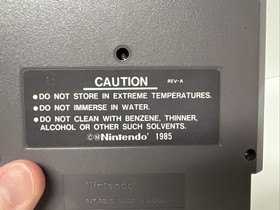 CAUTION REV-A
•DO NOT STORE IN EXTREME TEMPERATURES.
•DO NOT IMMERSE IN WATER.
•DO NOT CLEAN WITH BENZENE, THINNER,
ALCOHOL OR OTHER SUCH SOLVENTS.
©ⓂNintendo® 1985
Nintendo